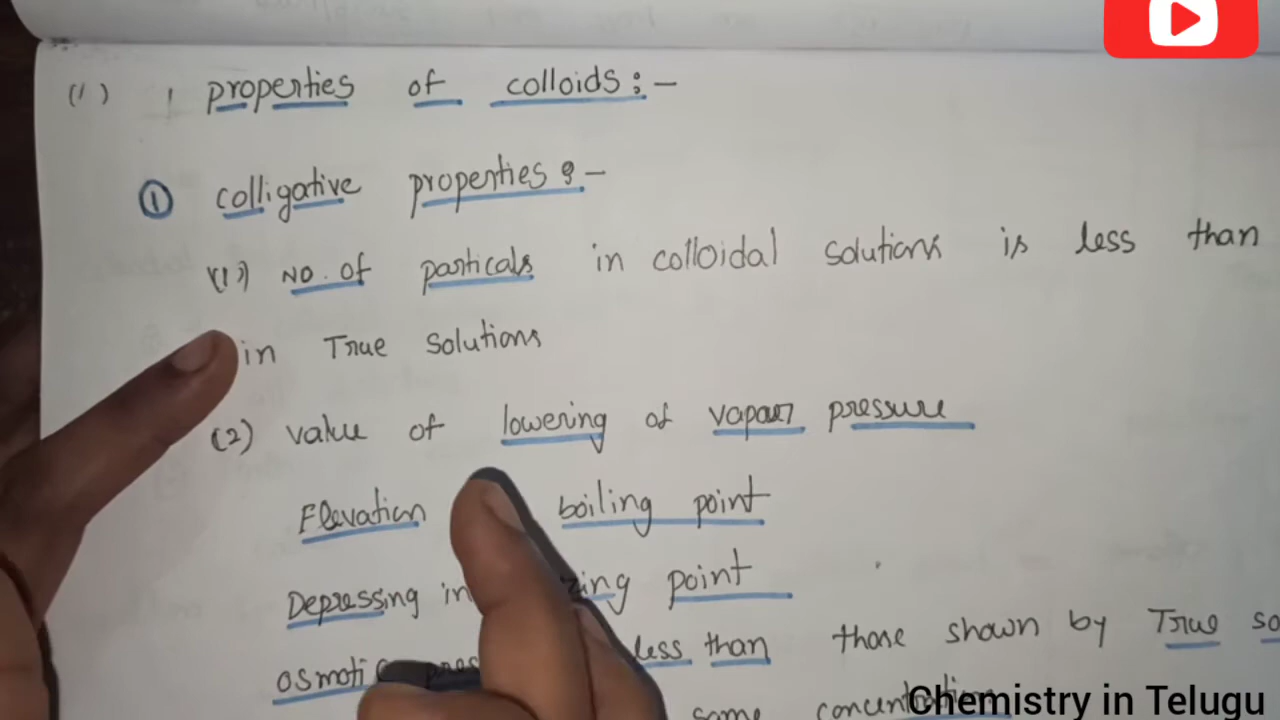 (1) properties of colloids :-
① colligative properties :-
(1) No. of particals in colloidal solutions is less than
in True solutions
(2) value of lowering of vapour pressure
Elevation boiling point
Depressing in point
less than those shown by True
same
Chemistry in Telugu